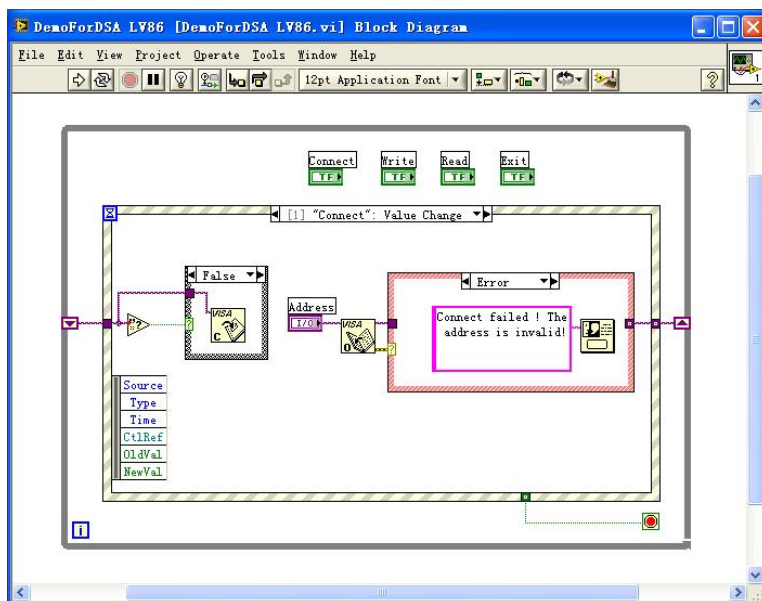 DemoForDSA LV86 [DemoForDSA LV86.vi] Block Diagram
File Edit View Project Operate Tools Window Help
12pt Application Font
?
1
Connect Write Read Exit
TF TF TF TF
[1] "Connect": Value Change
False
Error
Address
I/O
VISA
C
?
VISA
O
?
Connect failed ! The
address is invalid!
Source
Type
Time
CtlRef
OldVal
NewVal
i